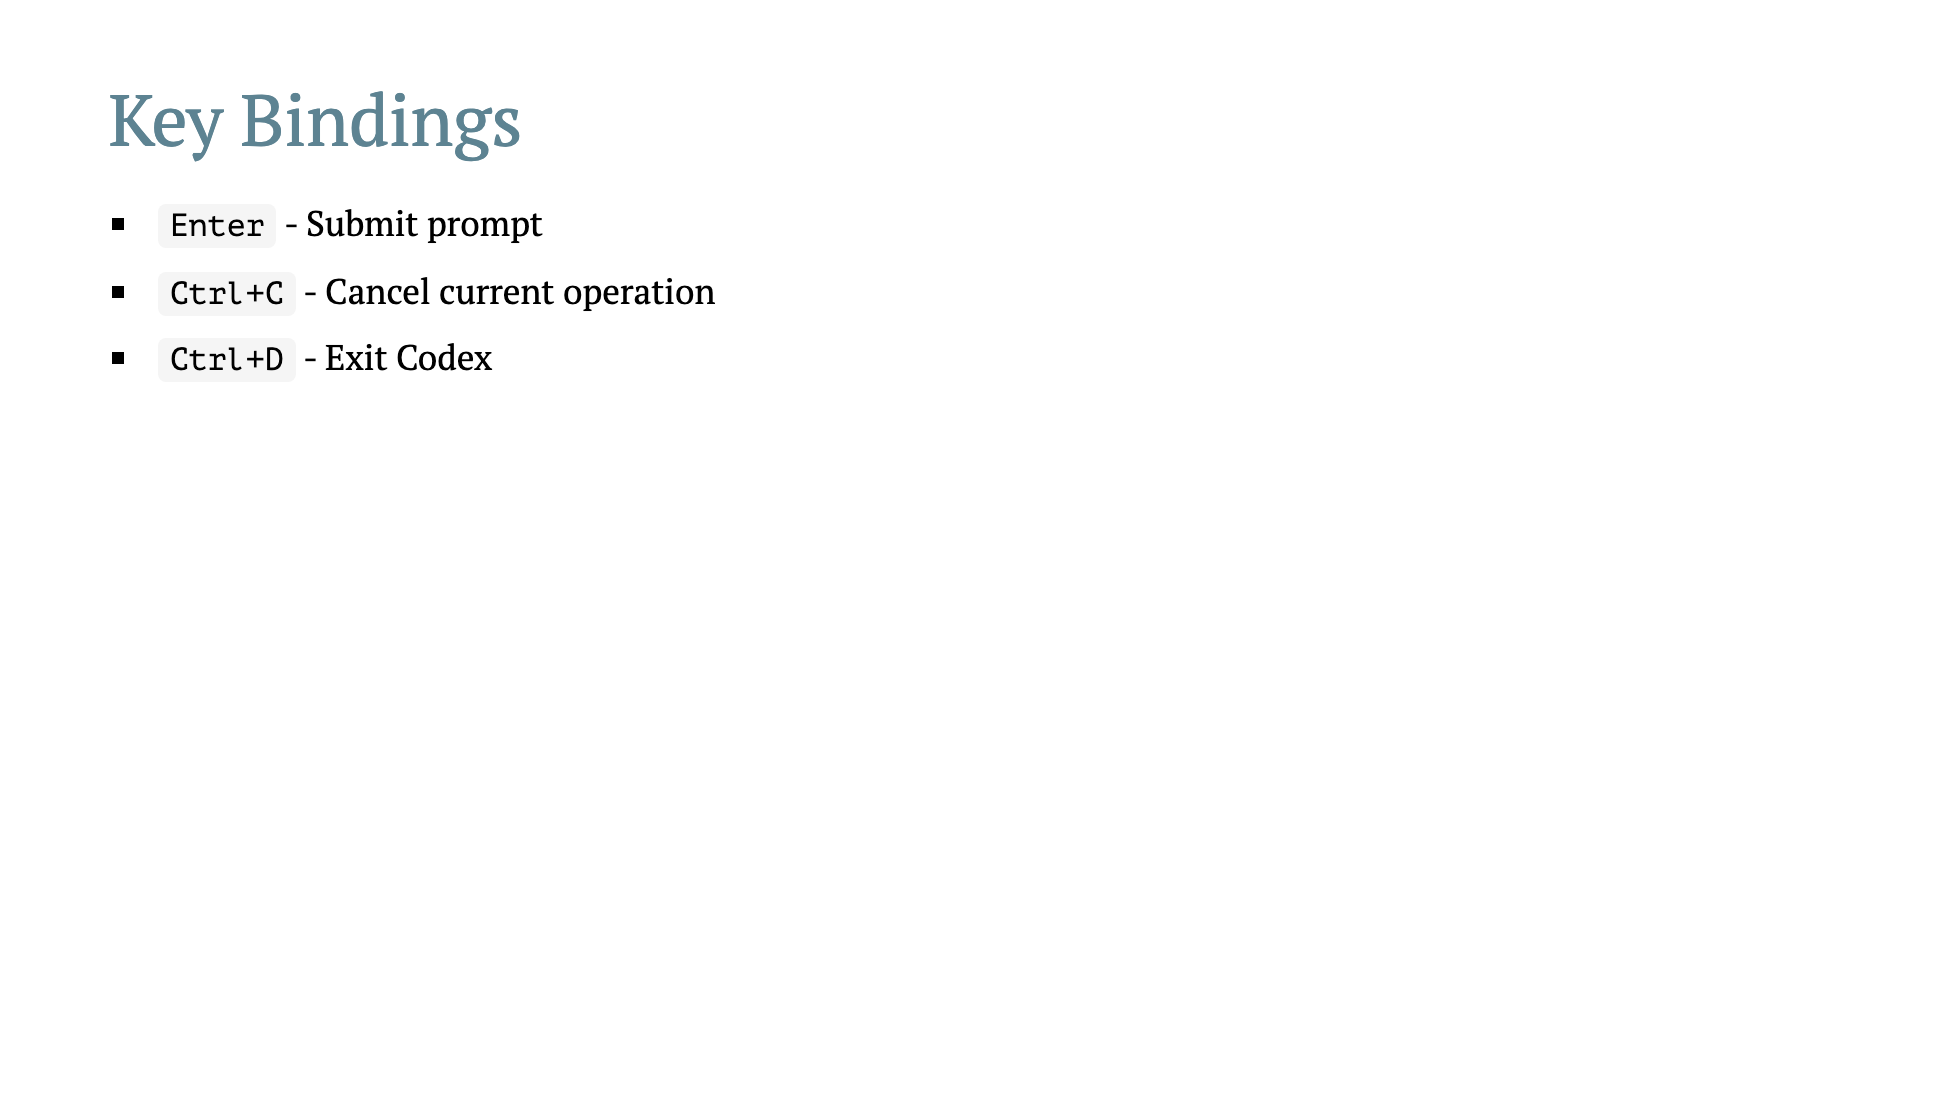 Key Bindings
▪ Enter - Submit prompt
▪ Ctrl+C - Cancel current operation
▪ Ctrl+D - Exit Codex